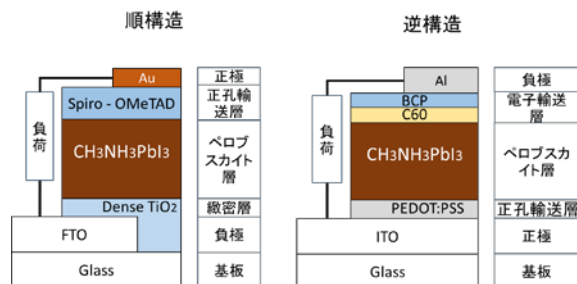 順構造
Au
Spiro - OMeTAD
CH3NH3PbI3
Dense TiO2
FTO
Glass
負荷
正極
正孔輸
送層
ペロブ
スカイト
層
緻密層
負極
基板
逆構造
Al
BCP
C60
CH3NH3PbI3
PEDOT:PSS
ITO
Glass
負荷
負極
電子輸送
層
ペロブスカ
イト層
正孔輸送層
正極
基板